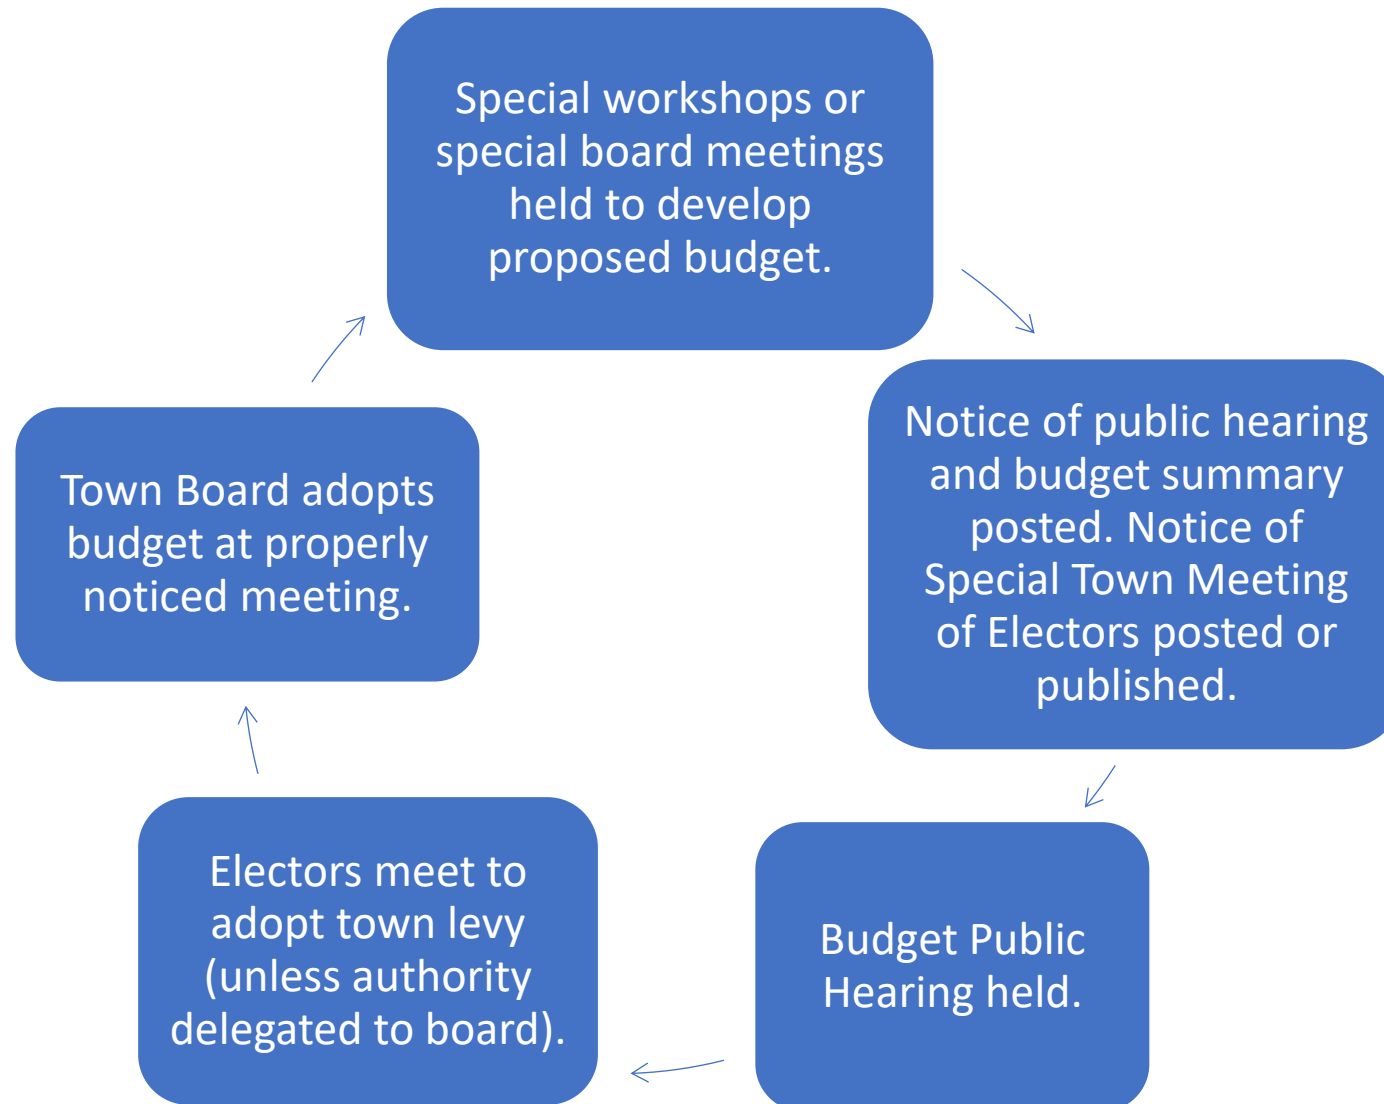 Special workshops or
special board meetings
held to develop
proposed budget.
Notice of public hearing
and budget summary
posted. Notice of
Special Town Meeting
of Electors posted or
published.
Budget Public
Hearing held.
Electors meet to
adopt town levy
(unless authority
delegated to board).
Town Board adopts
budget at properly
noticed meeting.